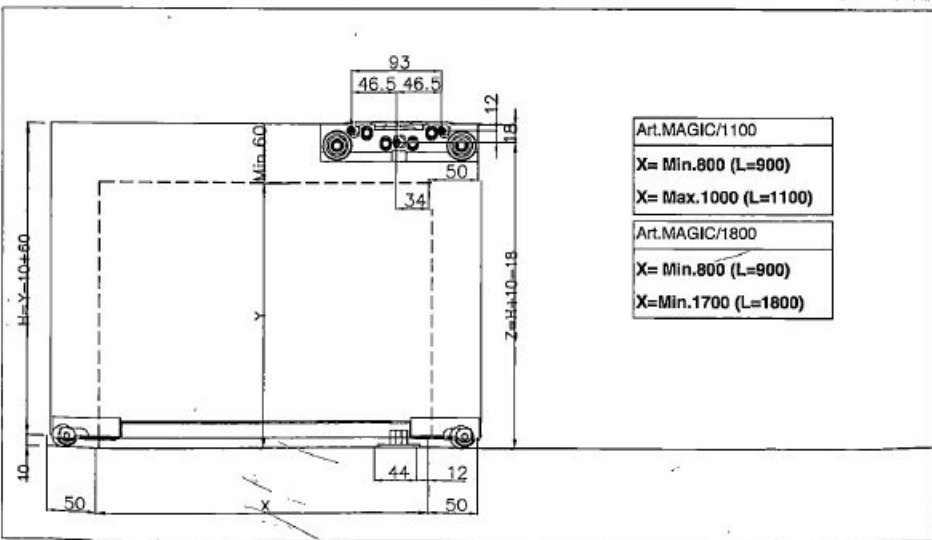 93
46.5 46.5
12
18
Min.60
50
34
H=Y-10+60
Y
Z=H+10-18
10
44
12
50
X
50
Art.MAGIC/1100
X= Min.800 (L=900)
X= Max.1000 (L=1100)
Art.MAGIC/1800
X= Min.800 (L=900)
X=Min.1700 (L=1800)